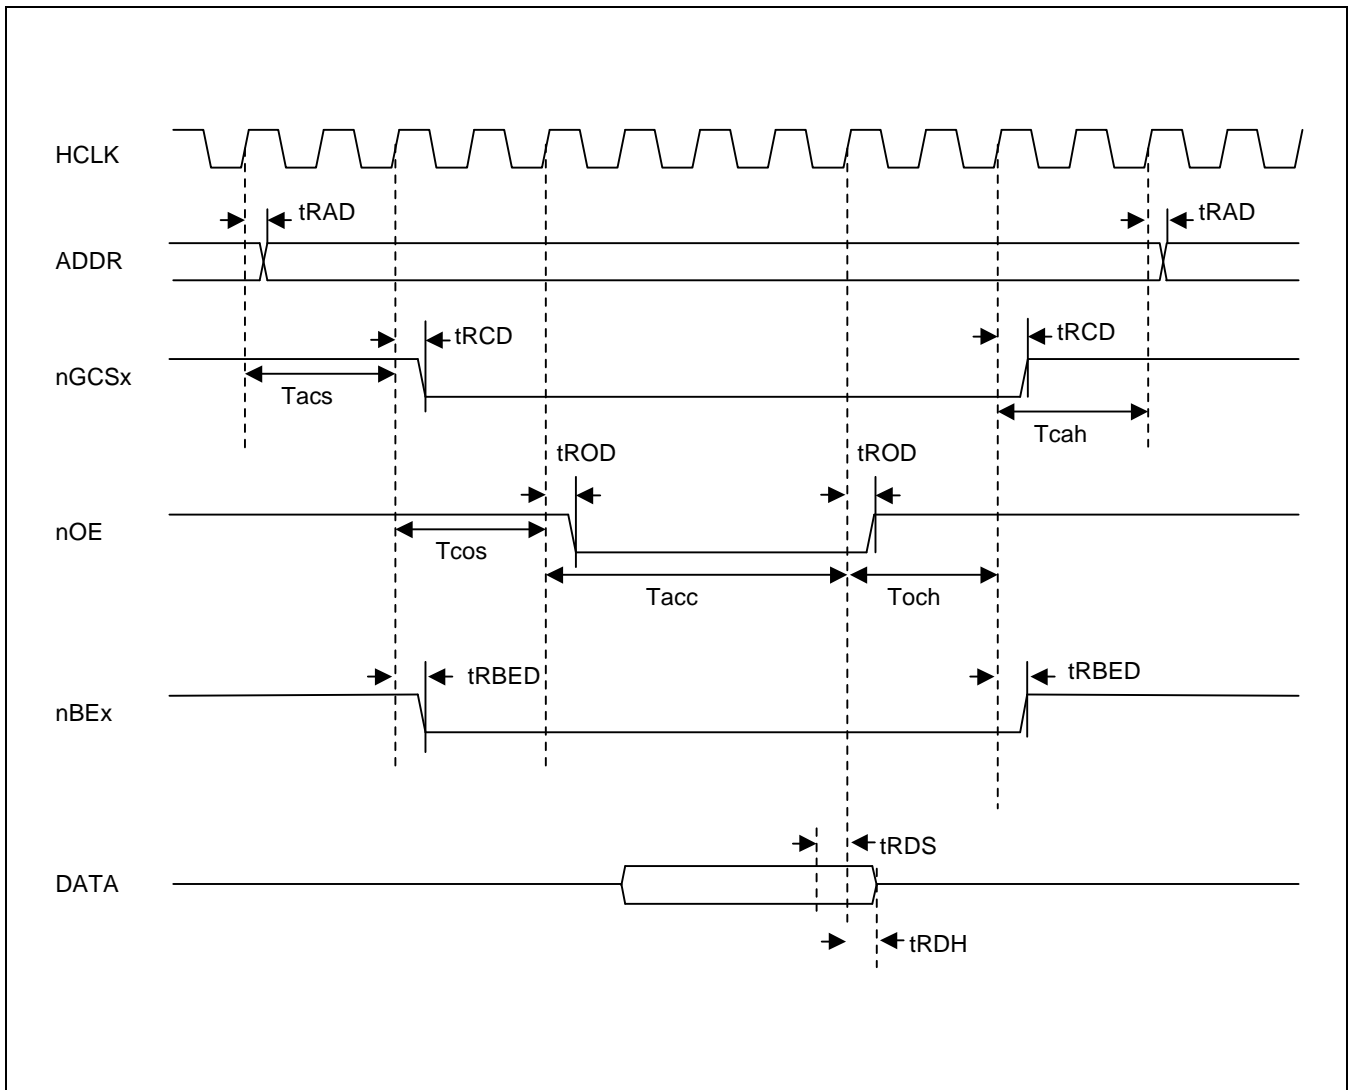 HCLK
tRAD
tRAD
ADDR
tRCD
tRCD
nGCSx
Tacs
Tcah
tROD
tROD
nOE
Tcos
Tacc
Toch
tRBED
tRBED
nBEx
tRDS
DATA
tRDH